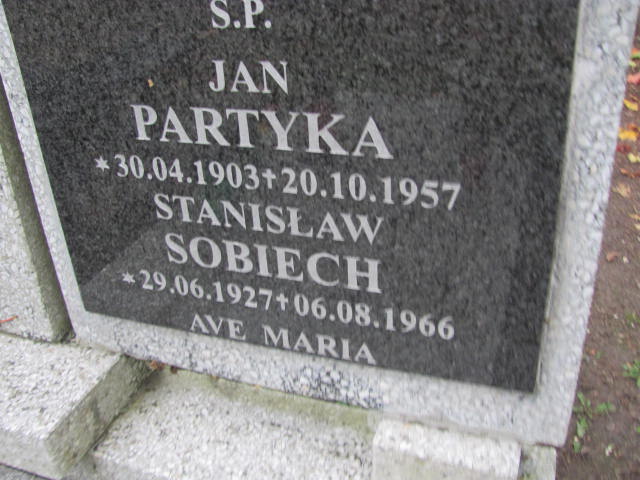 S.P.
JAN
PARTYKA
*30.04.1903+20.10.1957
STANISŁAW
SOBIECH
*29.06.1927+06.08.1966
AVE MARIA